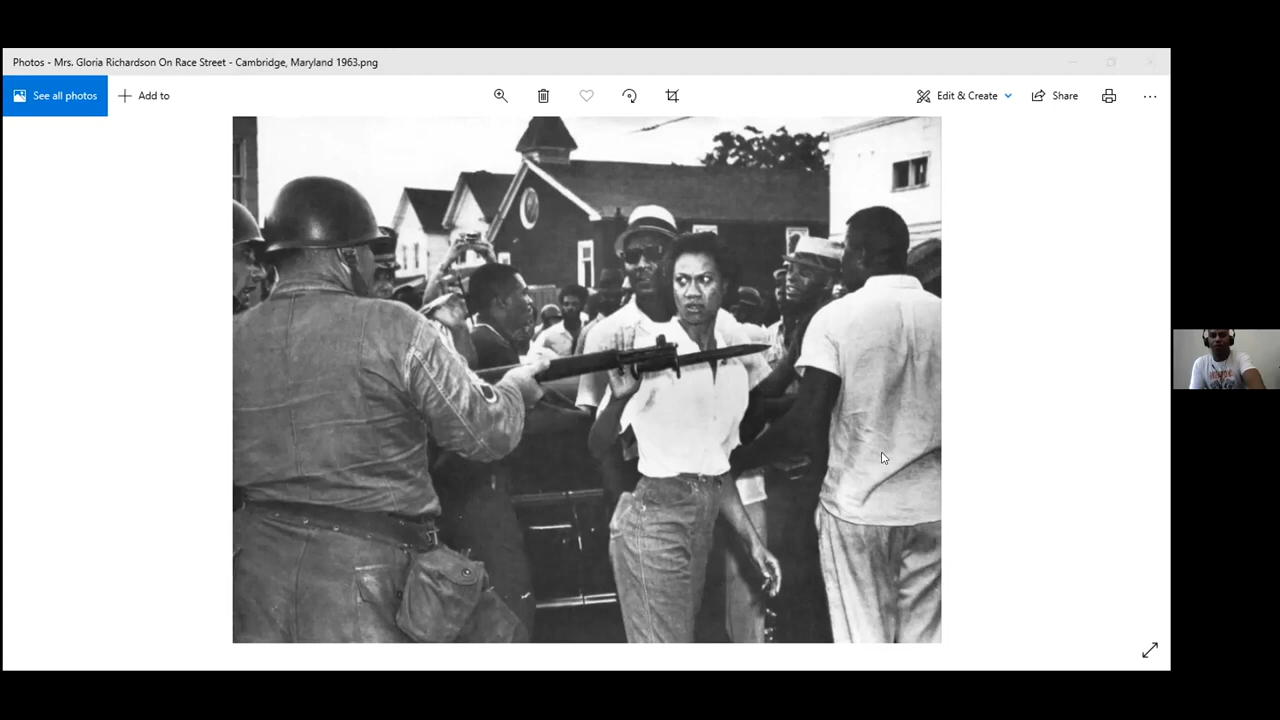 Photos - Mrs. Gloria Richardson On Race Street - Cambridge, Maryland 1963.png
See all photos
Add to
Edit & Create
Share